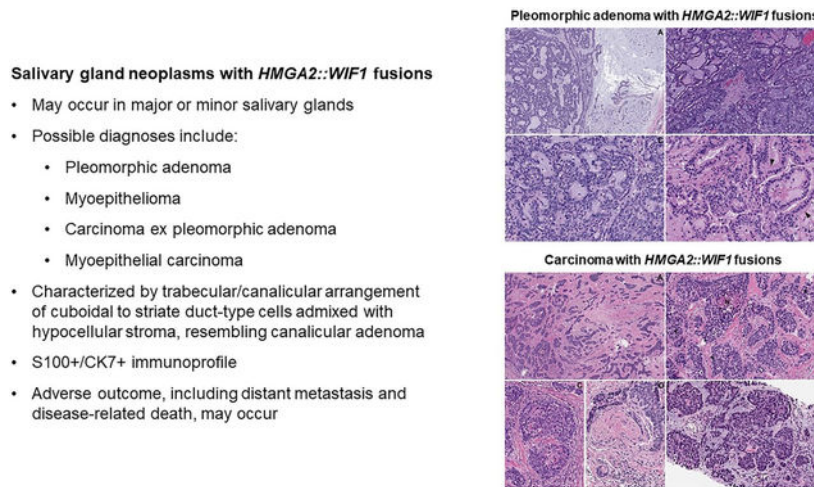 Salivary gland neoplasms with HMGA2::WIF1 fusions
• May occur in major or minor salivary glands
• Possible diagnoses include:
• Pleomorphic adenoma
• Myoepithelioma
• Carcinoma ex pleomorphic adenoma
• Myoepithelial carcinoma
• Characterized by trabecular/canalicular arrangement
of cuboidal to striate duct-type cells admixed with
hypocellular stroma, resembling canalicular adenoma
• S100+/CK7+ immunoprofile
• Adverse outcome, including distant metastasis and
disease-related death, may occur
Pleomorphic adenoma with HMGA2::WIF1 fusions
A
C
Carcinoma with HMGA2::WIF1 fusions
A
C
D